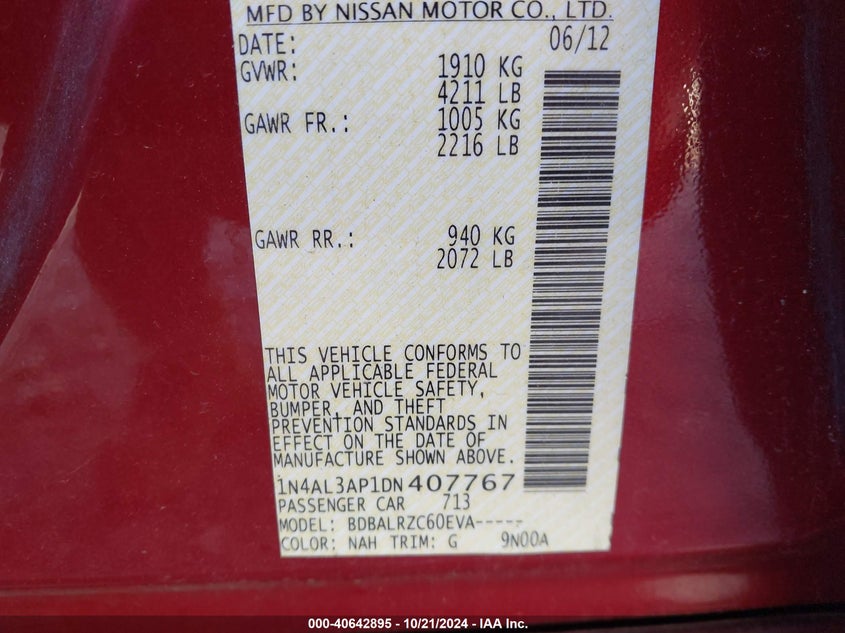 MFD BY NISSAN MOTOR CO., LTD.
DATE: 06/12
GVWR: 1910 KG
4211 LB
GAWR FR.: 1005 KG
2216 LB
GAWR RR.: 940 KG
2072 LB
THIS VEHICLE CONFORMS TO
ALL APPLICABLE FEDERAL
MOTOR VEHICLE SAFETY,
BUMPER, AND THEFT
PREVENTION STANDARDS IN
EFFECT ON THE DATE OF
MANUFACTURE SHOWN ABOVE.
1N4AL3AP1DN407767
PASSENGER CAR 713
MODEL: BDBALRZC60EVA-----
COLOR: NAH TRIM: G 9N00A
000-40642895 - 10/21/2024 - IAA Inc.